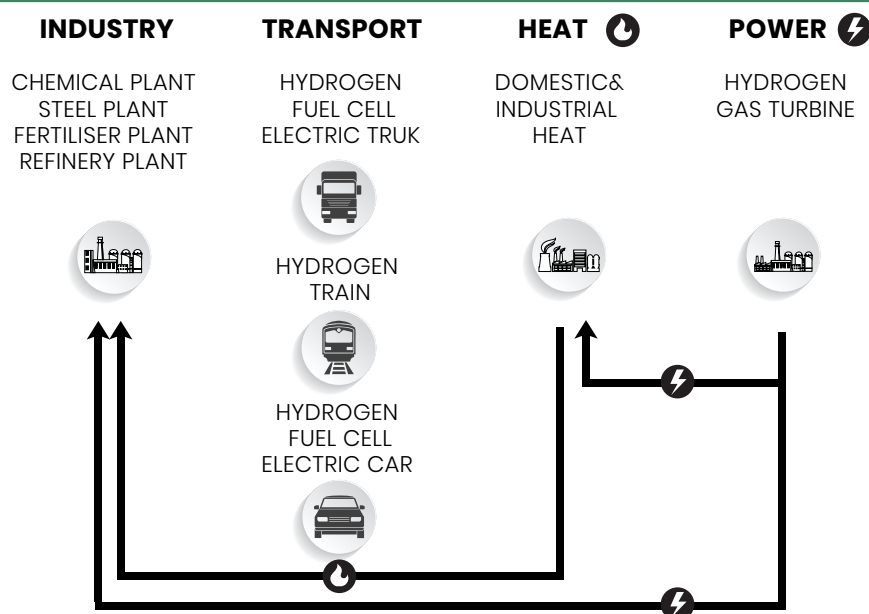 INDUSTRY
CHEMICAL PLANT
STEEL PLANT
FERTILISER PLANT
REFINERY PLANT
TRANSPORT
HYDROGEN
FUEL CELL
ELECTRIC TRUK
HYDROGEN
TRAIN
HYDROGEN
FUEL CELL
ELECTRIC CAR
HEAT
DOMESTIC&
INDUSTRIAL
HEAT
POWER
HYDROGEN
GAS TURBINE